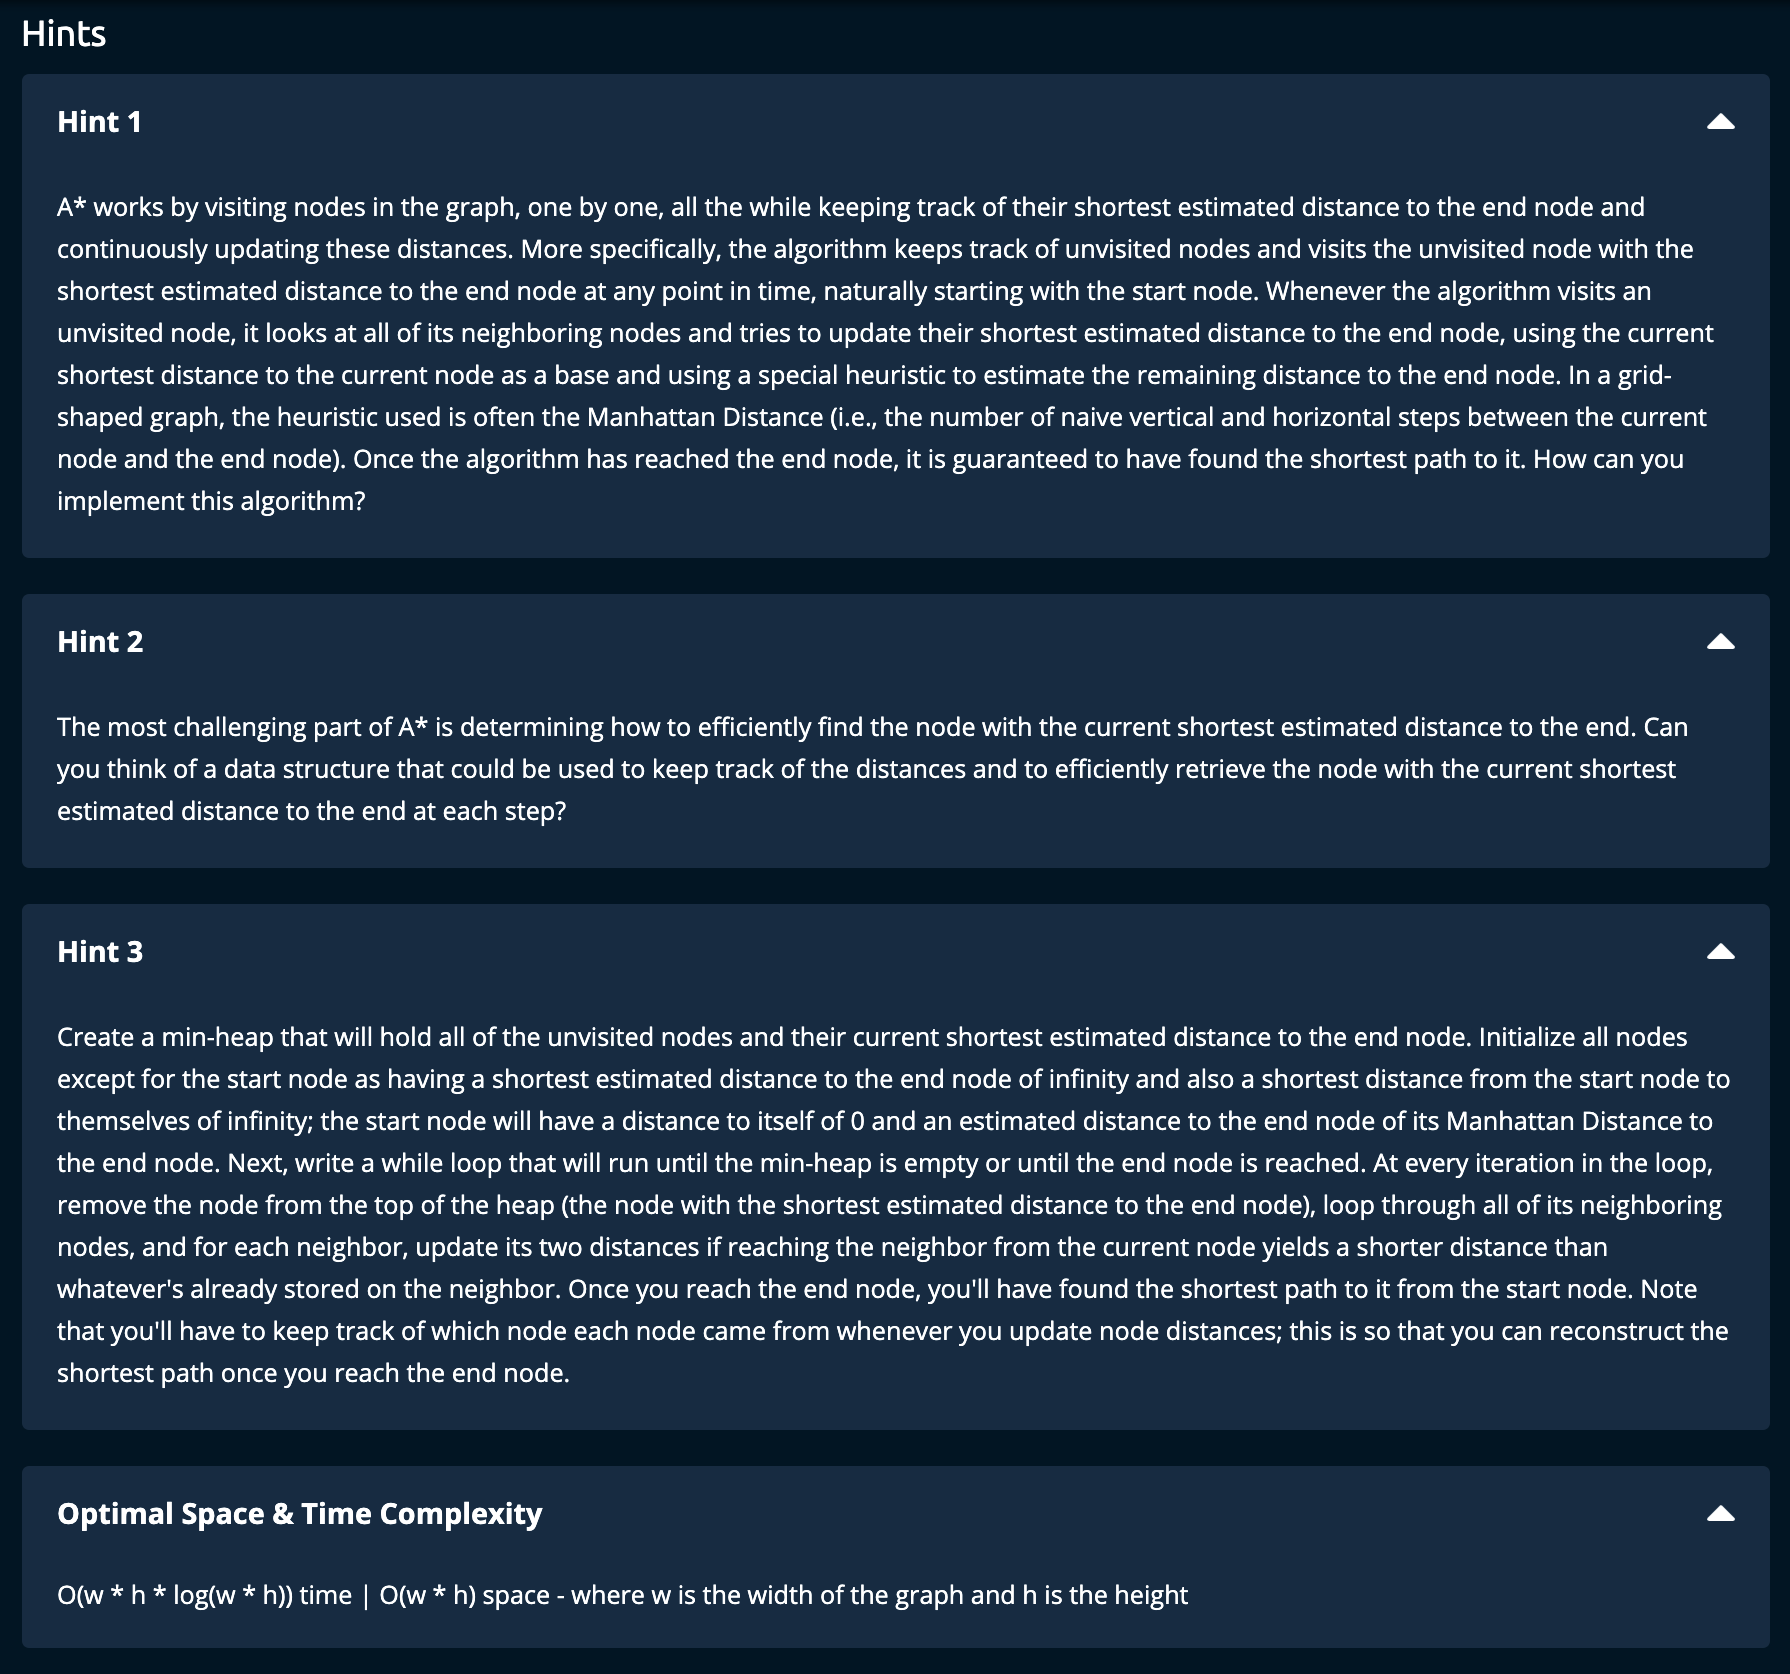 Hints
Hint 1
A* works by visiting nodes in the graph, one by one, all the while keeping track of their shortest estimated distance to the end node and
continuously updating these distances. More specifically, the algorithm keeps track of unvisited nodes and visits the unvisited node with the
shortest estimated distance to the end node at any point in time, naturally starting with the start node. Whenever the algorithm visits an
unvisited node, it looks at all of its neighboring nodes and tries to update their shortest estimated distance to the end node, using the current
shortest distance to the current node as a base and using a special heuristic to estimate the remaining distance to the end node. In a grid-
shaped graph, the heuristic used is often the Manhattan Distance (i.e., the number of naive vertical and horizontal steps between the current
node and the end node). Once the algorithm has reached the end node, it is guaranteed to have found the shortest path to it. How can you
implement this algorithm?
Hint 2
The most challenging part of A* is determining how to efficiently find the node with the current shortest estimated distance to the end. Can
you think of a data structure that could be used to keep track of the distances and to efficiently retrieve the node with the current shortest
estimated distance to the end at each step?
Hint 3
Create a min-heap that will hold all of the unvisited nodes and their current shortest estimated distance to the end node. Initialize all nodes
except for the start node as having a shortest estimated distance to the end node of infinity and also a shortest distance from the start node to
themselves of infinity; the start node will have a distance to itself of 0 and an estimated distance to the end node of its Manhattan Distance to
the end node. Next, write a while loop that will run until the min-heap is empty or until the end node is reached. At every iteration in the loop,
remove the node from the top of the heap (the node with the shortest estimated distance to the end node), loop through all of its neighboring
nodes, and for each neighbor, update its two distances if reaching the neighbor from the current node yields a shorter distance than
whatever's already stored on the neighbor. Once you reach the end node, you'll have found the shortest path to it from the start node. Note
that you'll have to keep track of which node each node came from whenever you update node distances; this is so that you can reconstruct the
shortest path once you reach the end node.
Optimal Space & Time Complexity
O(w * h * log(w * h)) time | O(w * h) space - where w is the width of the graph and h is the height